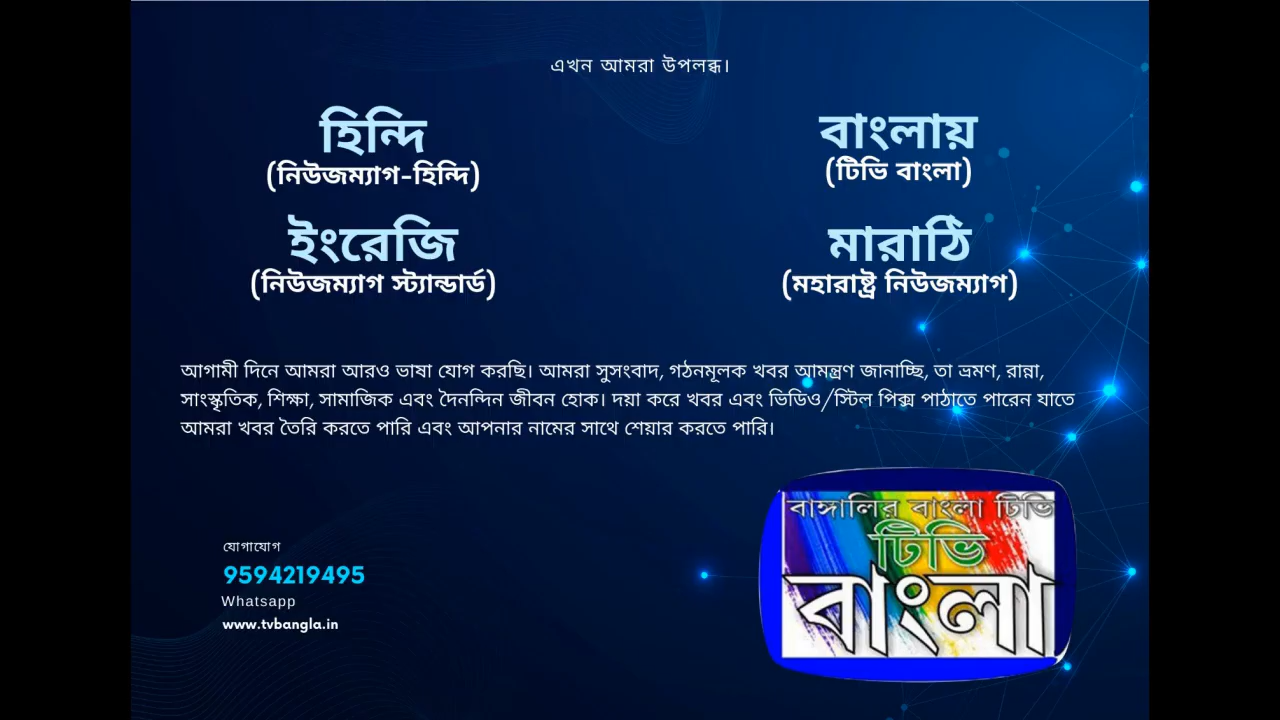 এখন আমরা উপলব্ধ।
হিন্দি
(নিউজম্যাগ-হিন্দি)
বাংলায়
(টিভি বাংলা)
ইংরেজি
(নিউজম্যাগ স্ট্যান্ডার্ড)
মারাঠি
(মহারাষ্ট্র নিউজম্যাগ)
আগামী দিনে আমরা আরও ভাষা যোগ করছি। আমরা সুসংবাদ, গঠনমূলক খবর আমন্ত্রণ জানাচ্ছি, তা ভ্রমণ, রান্না,
সাংস্কৃতিক, শিক্ষা, সামাজিক এবং দৈনন্দিন জীবন হোক। দয়া করে খবর এবং ভিডিও/স্টিল পিক্স পাঠাতে পারেন যাতে
আমরা খবর তৈরি করতে পারি এবং আপনার নামের সাথে শেয়ার করতে পারি।
যোগাযোগ
9594219495
Whatsapp
www.tvbangla.in
বাঙ্গালির বাংলা টিভি
টিভি
বাংলা